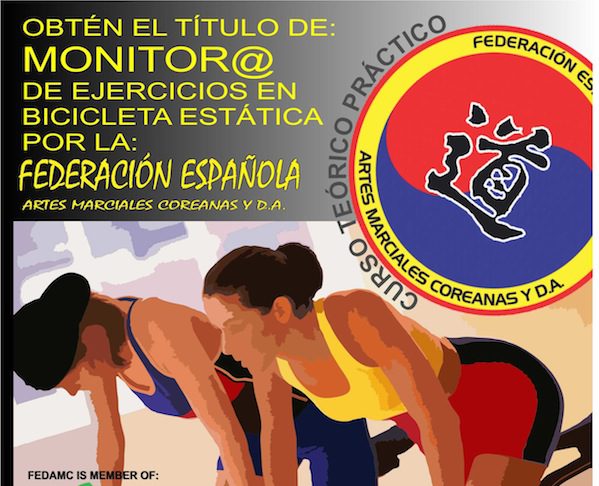 OBTÉN EL TÍTULO DE:
MONITOR@
DE EJERCICIOS EN
BICICLETA ESTÁTICA
POR LA:
FEDERACIÓN ESPAÑOLA
ARTES MARCIALES COREANAS Y D.A.
CURSO TEÓRICO PRÁCTICO
FEDERACIÓN ES
ARTES MARCIALES COREANAS Y D.A.
道
FEDAMC IS MEMBER OF: